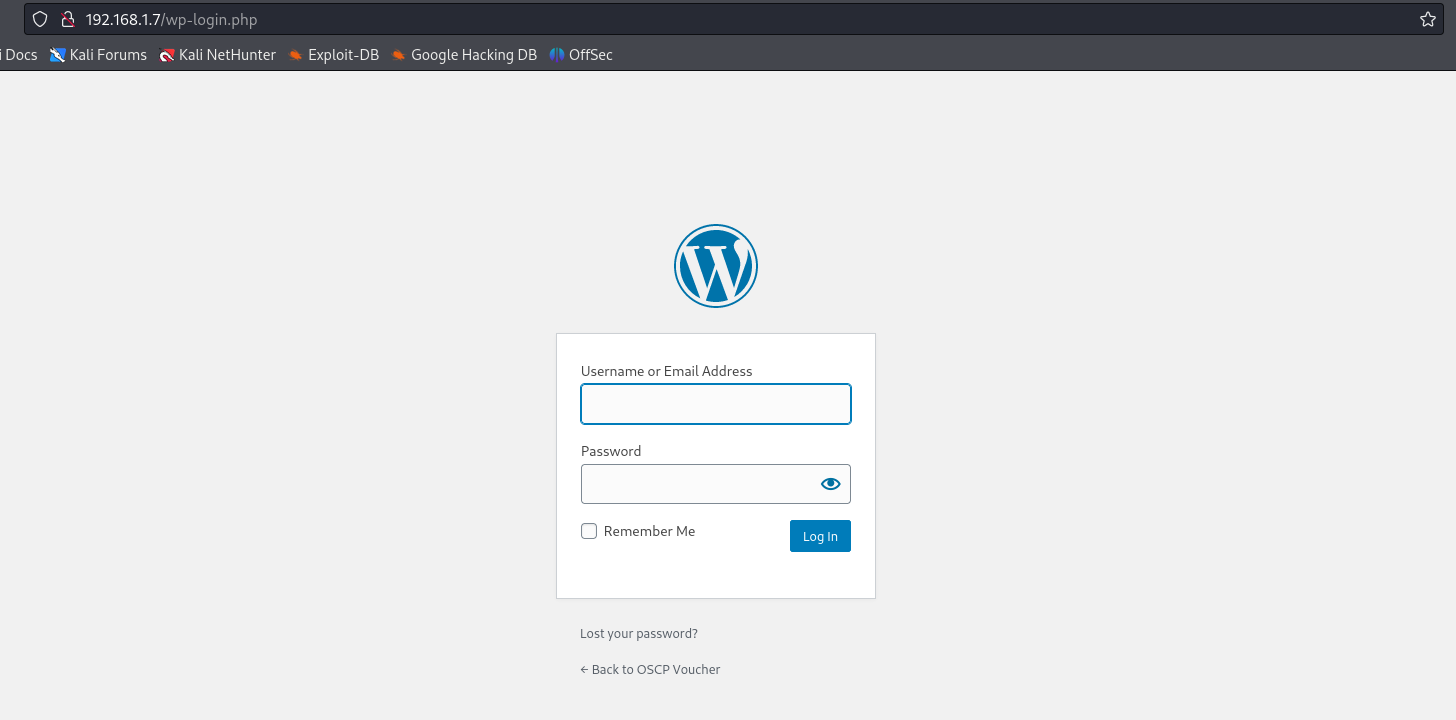 192.168.1.7/wp-login.php
i Docs Kali Forums Kali NetHunter Exploit-DB Google Hacking DB OffSec
Username or Email Address
Password
Remember Me Log In
Lost your password?
← Back to OSCP Voucher